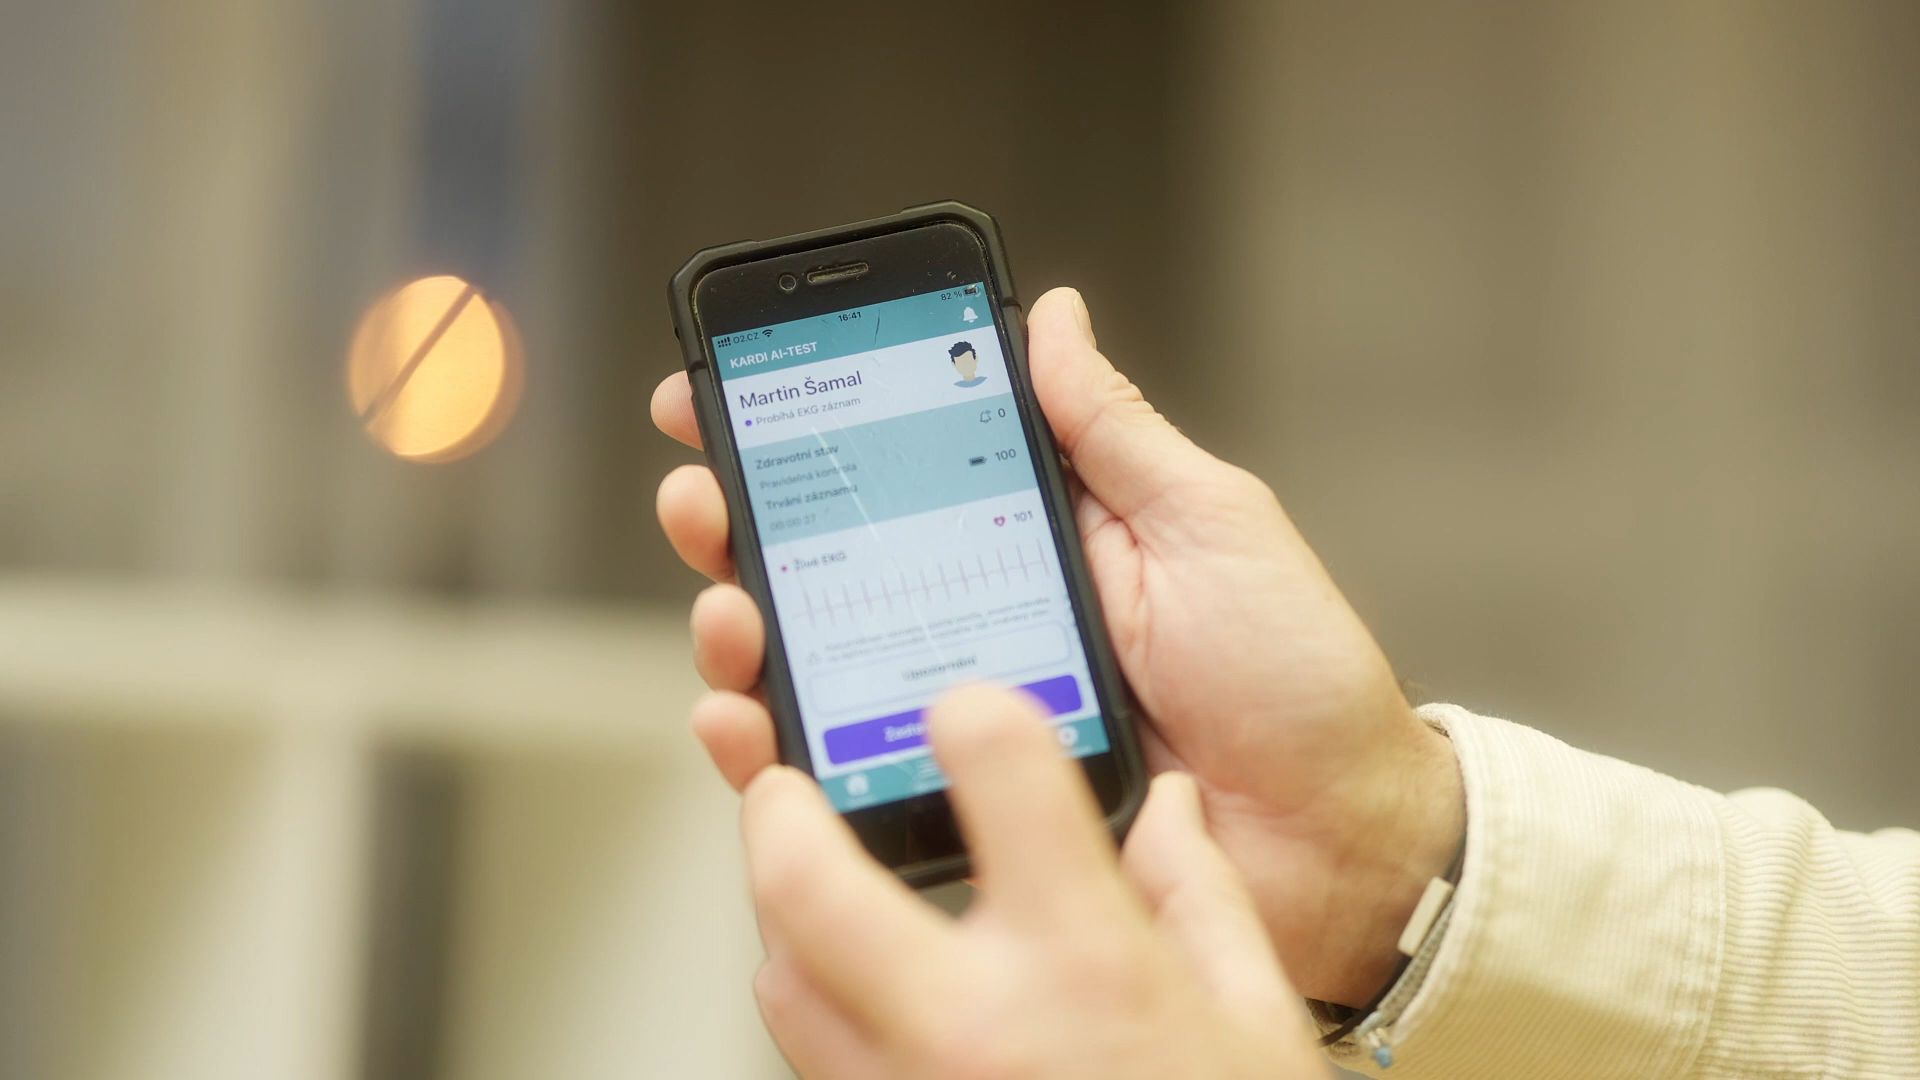 O2.CZ 16:41 82 %
KARDI AI-TEST
Martin Šamal
Probíhá EKG záznam
0
Zdravotní stav
Pravidelná kontrola
100
Trvání záznamu
00:00:27
101
Živé EKG
Upozornění